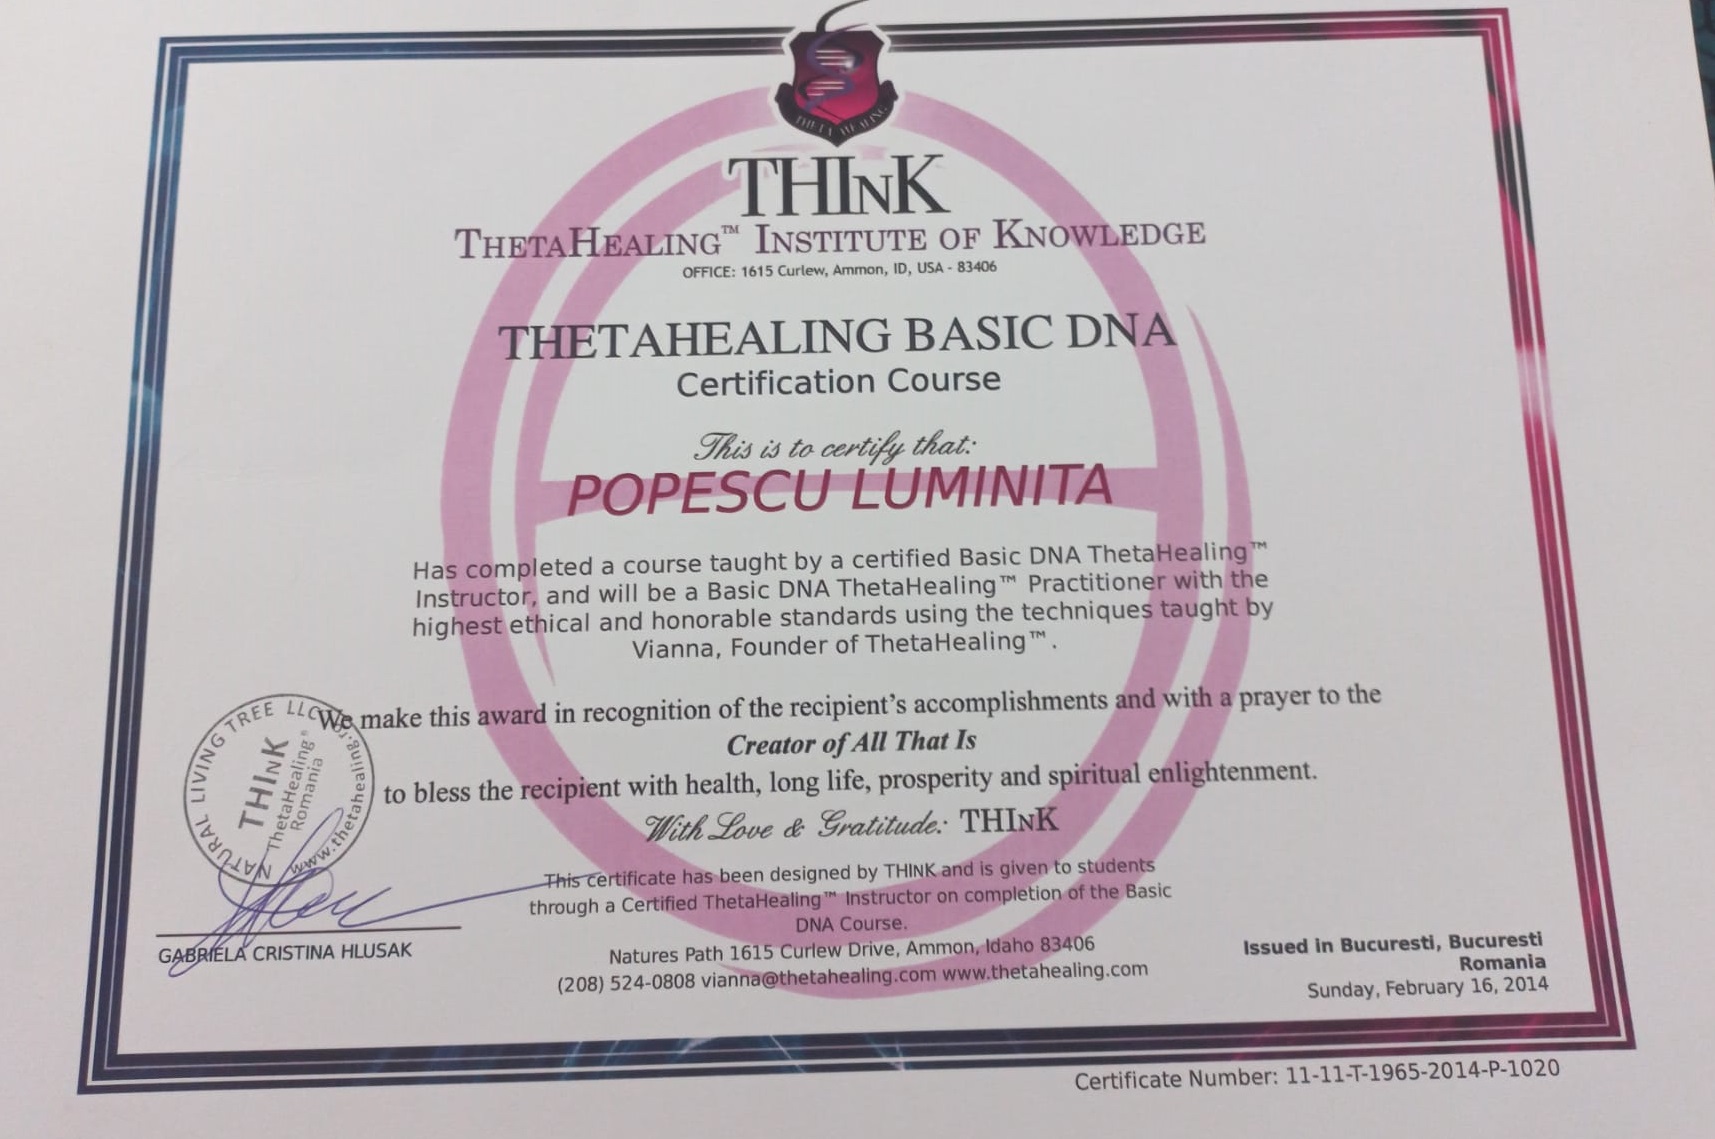 THETA HEALING
THInK
THETAHEALING™ INSTITUTE OF KNOWLEDGE
OFFICE: 1615 Curlew, Ammon, ID, USA - 83406
THETAHEALING BASIC DNA
Certification Course
This is to certify that:
POPESCU LUMINITA
Has completed a course taught by a certified Basic DNA ThetaHealing™
Instructor, and will be a Basic DNA ThetaHealing™ Practitioner with the
highest ethical and honorable standards using the techniques taught by
Vianna, Founder of ThetaHealing™.
We make this award in recognition of the recipient's accomplishments and with a prayer to the
Creator of All That Is
to bless the recipient with health, long life, prosperity and spiritual enlightenment.
With Love & Gratitude: THInK
NATURAL LIVING TREE LLC
THInK
ThetaHealing®
Romania
This certificate has been designed by THINK and is given to students
through a Certified ThetaHealing™ Instructor on completion of the Basic
DNA Course.
Natures Path 1615 Curlew Drive, Ammon, Idaho 83406
(208) 524-0808 vianna@thetahealing.com www.thetahealing.com
GABRIELA CRISTINA HLUSAK
Issued in Bucuresti, Bucuresti
Romania
Sunday, February 16, 2014
Certificate Number: 11-11-T-1965-2014-P-1020